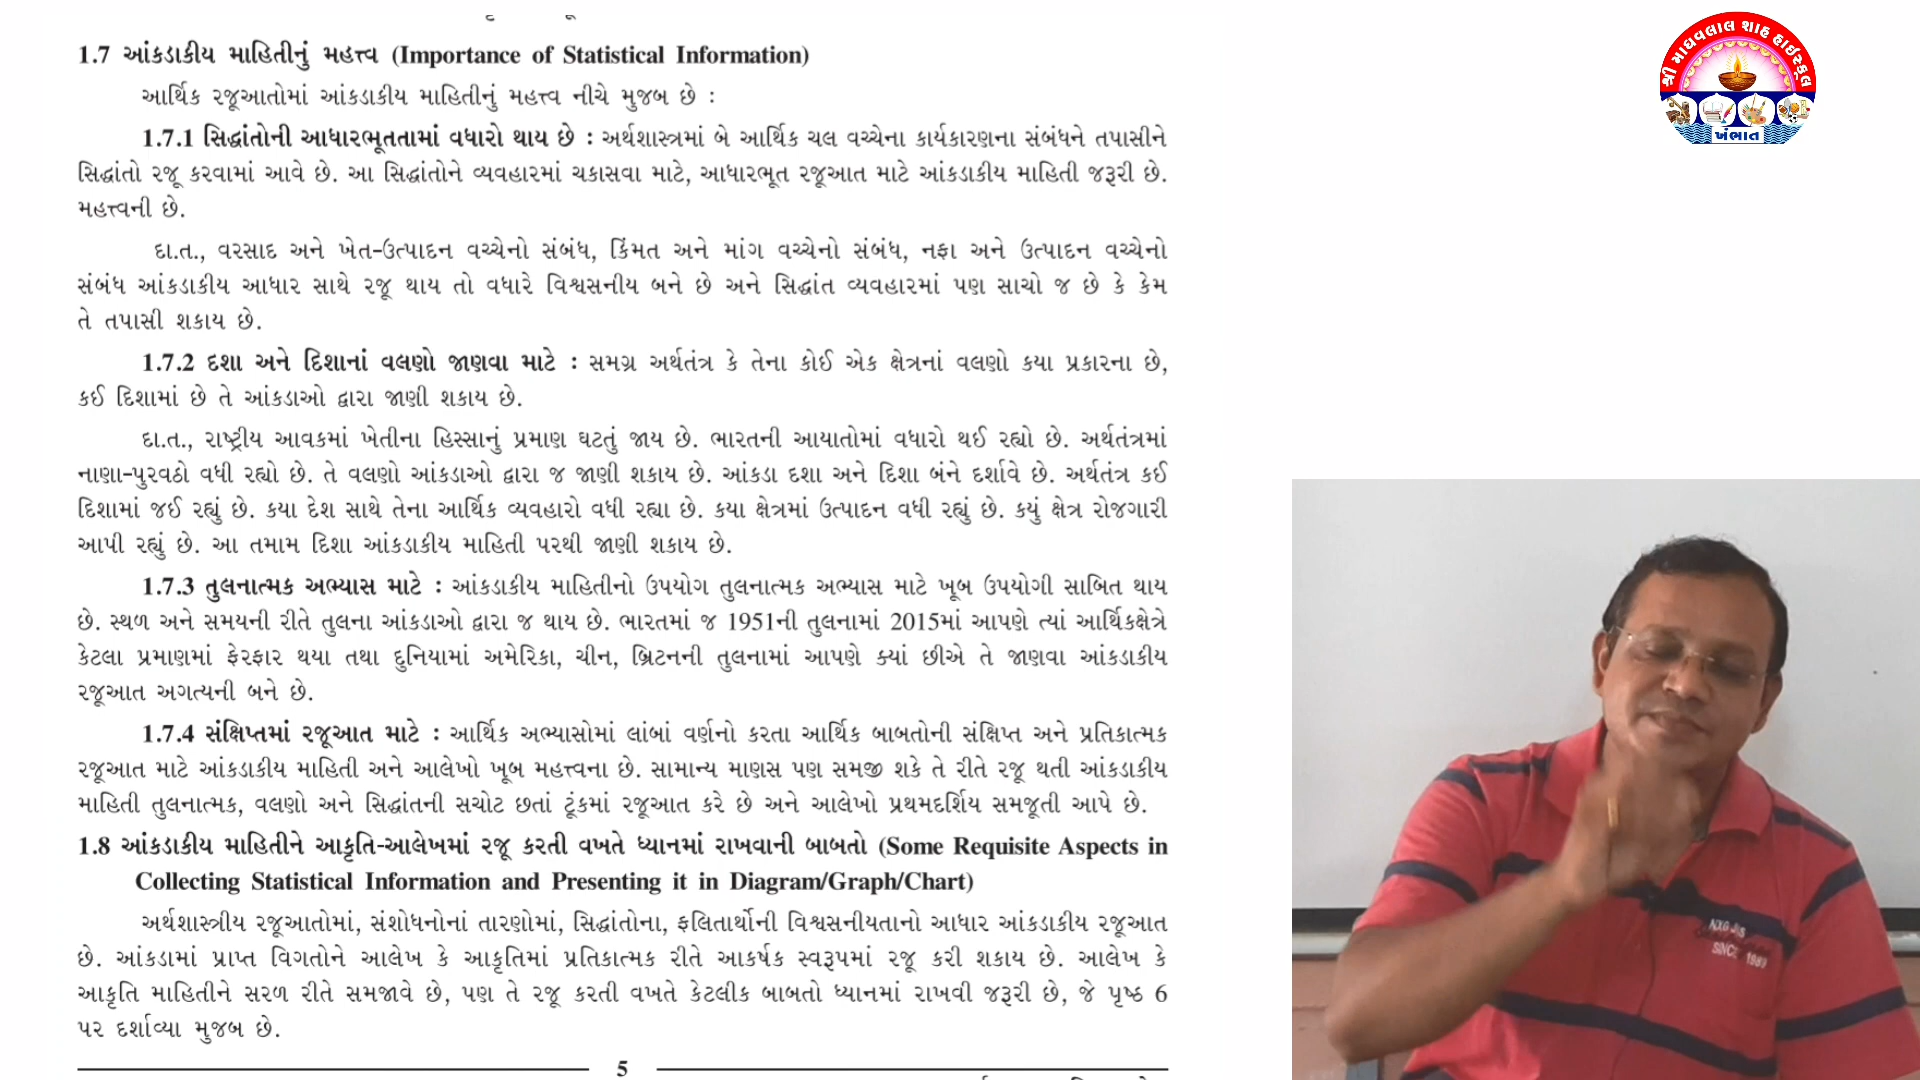 1.7 આંકડાકીય માહિતીનું મહત્ત્વ (Importance of Statistical Information)
આર્થિક રજૂઆતોમાં આંકડાકીય માહિતીનું મહત્ત્વ નીચે મુજબ છે :
1.7.1 સિદ્ધાંતોની આધારભૂતતામાં વધારો થાય છે : અર્થશાસ્ત્રમાં બે આર્થિક ચલ વચ્ચેના કાર્યકારણના સંબંધને તપાસીને
સિદ્ધાંતો રજૂ કરવામાં આવે છે. આ સિદ્ધાંતોને વ્યવહારમાં ચકાસવા માટે, આધારભૂત રજૂઆત માટે આંકડાકીય માહિતી જરૂરી છે.
મહત્ત્વની છે.
દા.ત., વરસાદ અને ખેત-ઉત્પાદન વચ્ચેનો સંબંધ, કિંમત અને માંગ વચ્ચેનો સંબંધ, નફા અને ઉત્પાદન વચ્ચેનો
સંબંધ આંકડાકીય આધાર સાથે રજૂ થાય તો વધારે વિશ્વસનીય બને છે અને સિદ્ધાંત વ્યવહારમાં પણ સાચો જ છે કે કેમ
તે તપાસી શકાય છે.
1.7.2 દશા અને દિશાનાં વલણો જાણવા માટે : સમગ્ર અર્થતંત્ર કે તેના કોઈ એક ક્ષેત્રનાં વલણો કયા પ્રકારના છે,
કઈ દિશામાં છે તે આંકડાઓ દ્વારા જાણી શકાય છે.
દા.ત., રાષ્ટ્રીય આવકમાં ખેતીના હિસ્સાનું પ્રમાણ ઘટતું જાય છે. ભારતની આયાતોમાં વધારો થઈ રહ્યો છે. અર્થતંત્રમાં
નાણા-પુરવઠો વધી રહ્યો છે. તે વલણો આંકડાઓ દ્વારા જ જાણી શકાય છે. આંકડા દશા અને દિશા બંને દર્શાવે છે. અર્થતંત્ર કઈ
દિશામાં જઈ રહ્યું છે. કયા દેશ સાથે તેના આર્થિક વ્યવહારો વધી રહ્યા છે. કયા ક્ષેત્રમાં ઉત્પાદન વધી રહ્યું છે. કયું ક્ષેત્ર રોજગારી
આપી રહ્યું છે. આ તમામ દિશા આંકડાકીય માહિતી પરથી જાણી શકાય છે.
1.7.3 તુલનાત્મક અભ્યાસ માટે : આંકડાકીય માહિતીનો ઉપયોગ તુલનાત્મક અભ્યાસ માટે ખૂબ ઉપયોગી સાબિત થાય
છે. સ્થળ અને સમયની રીતે તુલના આંકડાઓ દ્વારા જ થાય છે. ભારતમાં જ 1951ની તુલનામાં 2015માં આપણે ત્યાં આર્થિકક્ષેત્રે
કેટલા પ્રમાણમાં ફેરફાર થયા તથા દુનિયામાં અમેરિકા, ચીન, બ્રિટનની તુલનામાં આપણે ક્યાં છીએ તે જાણવા આંકડાકીય
રજૂઆત અગત્યની બને છે.
1.7.4 સંક્ષિપ્તમાં રજૂઆત માટે : આર્થિક અભ્યાસોમાં લાંબાં વર્ણનો કરતા આર્થિક બાબતોની સંક્ષિપ્ત અને પ્રતિકાત્મક
રજૂઆત માટે આંકડાકીય માહિતી અને આલેખો ખૂબ મહત્ત્વના છે. સામાન્ય માણસ પણ સમજી શકે તે રીતે રજૂ થતી આંકડાકીય
માહિતી તુલનાત્મક, વલણો અને સિદ્ધાંતની સચોટ છતાં ટૂંકમાં રજૂઆત કરે છે અને આલેખો પ્રથમદર્શિય સમજૂતી આપે છે.
1.8 આંકડાકીય માહિતીને આકૃતિ-આલેખમાં રજૂ કરતી વખતે ધ્યાનમાં રાખવાની બાબતો (Some Requisite Aspects in
Collecting Statistical Information and Presenting it in Diagram/Graph/Chart)
અર્થશાસ્ત્રીય રજૂઆતોમાં, સંશોધનોનાં તારણોમાં, સિદ્ધાંતોના, ફલિતાર્થોની વિશ્વસનીયતાનો આધાર આંકડાકીય રજૂઆત
છે. આંકડામાં પ્રાપ્ત વિગતોને આલેખ કે આકૃતિમાં પ્રતિકાત્મક રીતે આકર્ષક સ્વરૂપમાં રજૂ કરી શકાય છે. આલેખ કે
આકૃતિ માહિતીને સરળ રીતે સમજાવે છે, પણ તે રજૂ કરતી વખતે કેટલીક બાબતો ધ્યાનમાં રાખવી જરૂરી છે, જે પૃષ્ઠ 6
પર દર્શાવ્યા મુજબ છે.
5
શ્રી માધવલાલ શાહ હાઈસ્કૂલ
ખંભાત
SINCE 1983